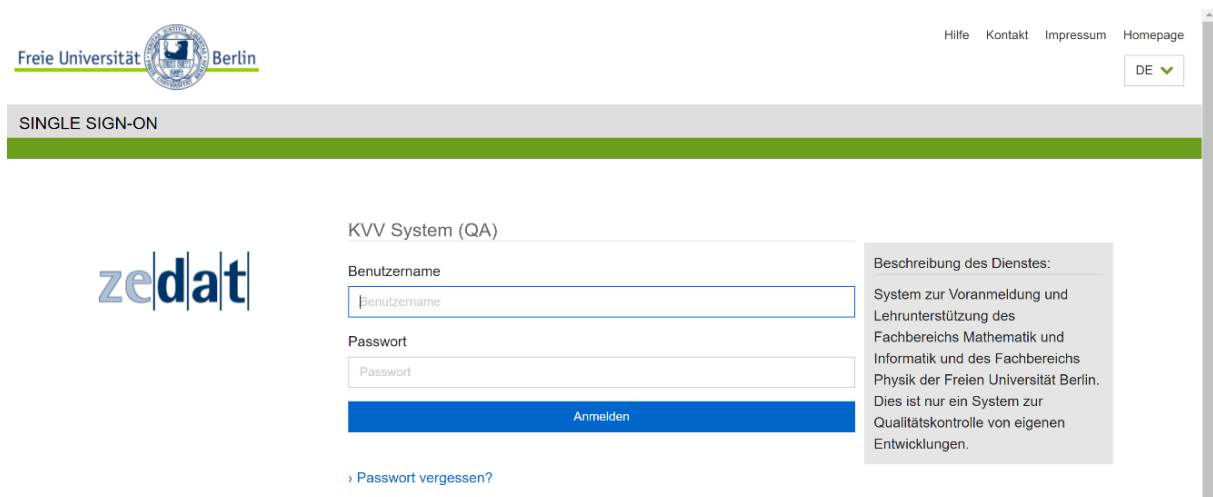 Hilfe Kontakt Impressum Homepage
Freie Universität Berlin
DE
SINGLE SIGN-ON
zedat
KVV System (QA)
Benutzername
Benutzername
Passwort
Passwort
Anmelden
› Passwort vergessen?
Beschreibung des Dienstes:
System zur Voranmeldung und
Lehrunterstützung des
Fachbereichs Mathematik und
Informatik und des Fachbereichs
Physik der Freien Universität Berlin.
Dies ist nur ein System zur
Qualitätskontrolle von eigenen
Entwicklungen.